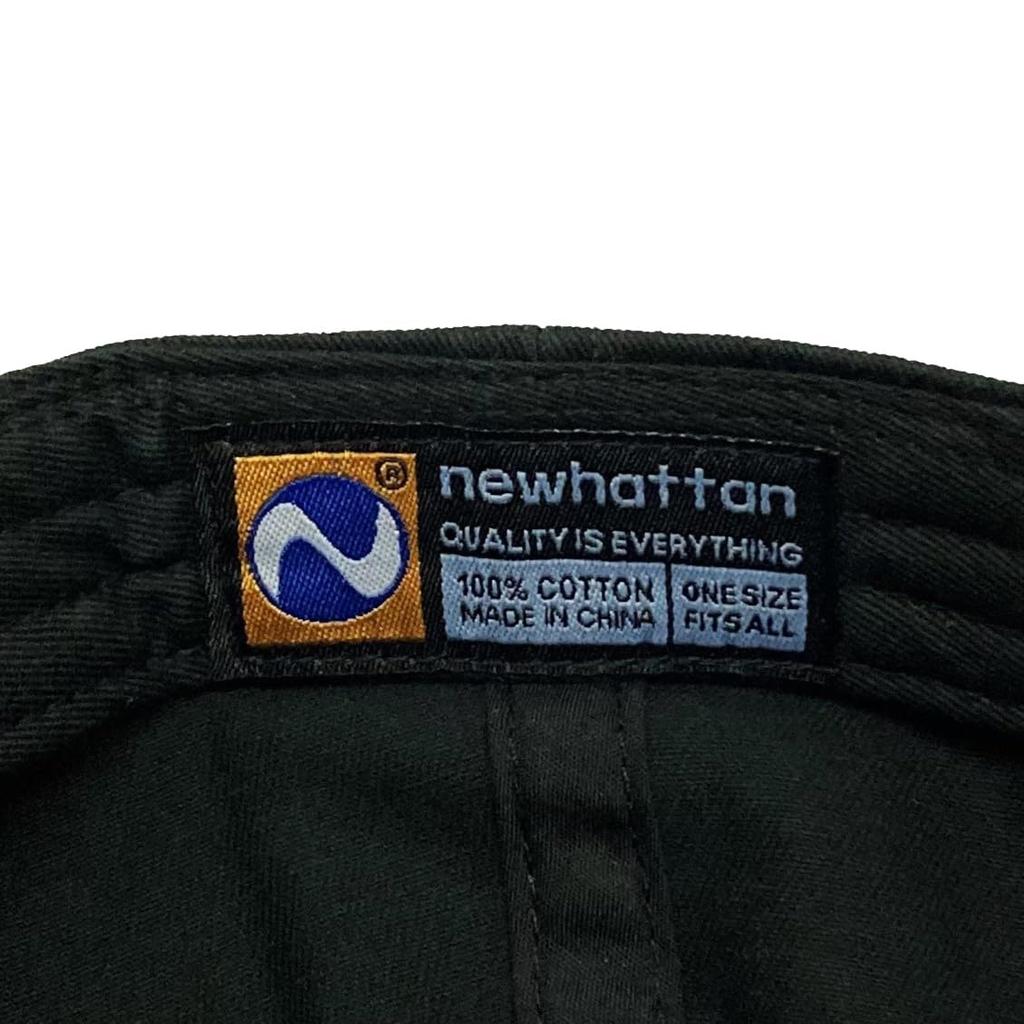 ®
newhattan
QUALITY IS EVERYTHING
100% COTTON
MADE IN CHINA
ONE SIZE
FITS ALL